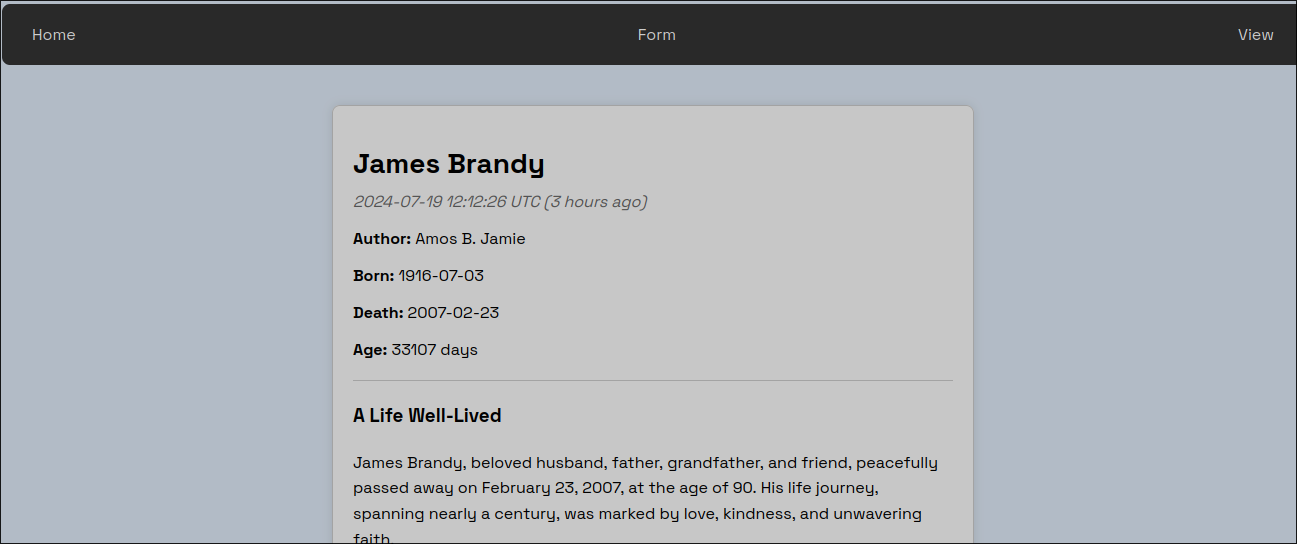 Home Form View
James Brandy
2024-07-19 12:12:26 UTC (3 hours ago)
Author: Amos B. Jamie
Born: 1916-07-03
Death: 2007-02-23
Age: 33107 days
A Life Well-Lived
James Brandy, beloved husband, father, grandfather, and friend, peacefully
passed away on February 23, 2007, at the age of 90. His life journey,
spanning nearly a century, was marked by love, kindness, and unwavering
faith.